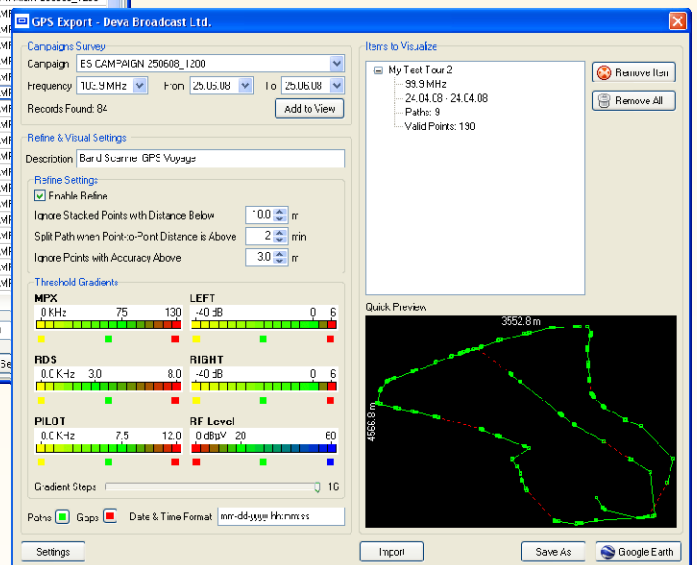 GPS Export - Deva Broadcast Ltd.
Campaigns Survey
Campaign ES CAMPAIGN 250608_1200
Frequency 103.9 MHz From 25.06.08 To 25.06.08
Records Found: 84 Add to View
Refine & Visual Settings
Description Band Scanner GPS Voyage
Refine Settings
Enable Refine
Ignore Stacked Points with Distance Below 10.0 m
Split Path when Point-to-Point Distance is Above 2 min
Ignore Points with Accuracy Above 3.0 m
Threshold Gradients
MPX LEFT
0 KHz 75 130 -40 dB 0 6
RDS RIGHT
0.0 KHz 3.0 8.0 -40 dB 0 6
PILOT RF Level
0.0 KHz 7.5 12.0 0 dBµV 20 60
Gradient Steps 16
Paths Gaps Date & Time Format mm-dd-yyyy hh:mm:ss
Settings
Items to Visualize
My Test Tour 2
99.9 MHz
24.04.08 - 24.04.08
Paths: 9
Valid Points: 190
Remove Item
Remove All
Quick Preview
3552.8 m
4566.8 m
Import Save As Google Earth